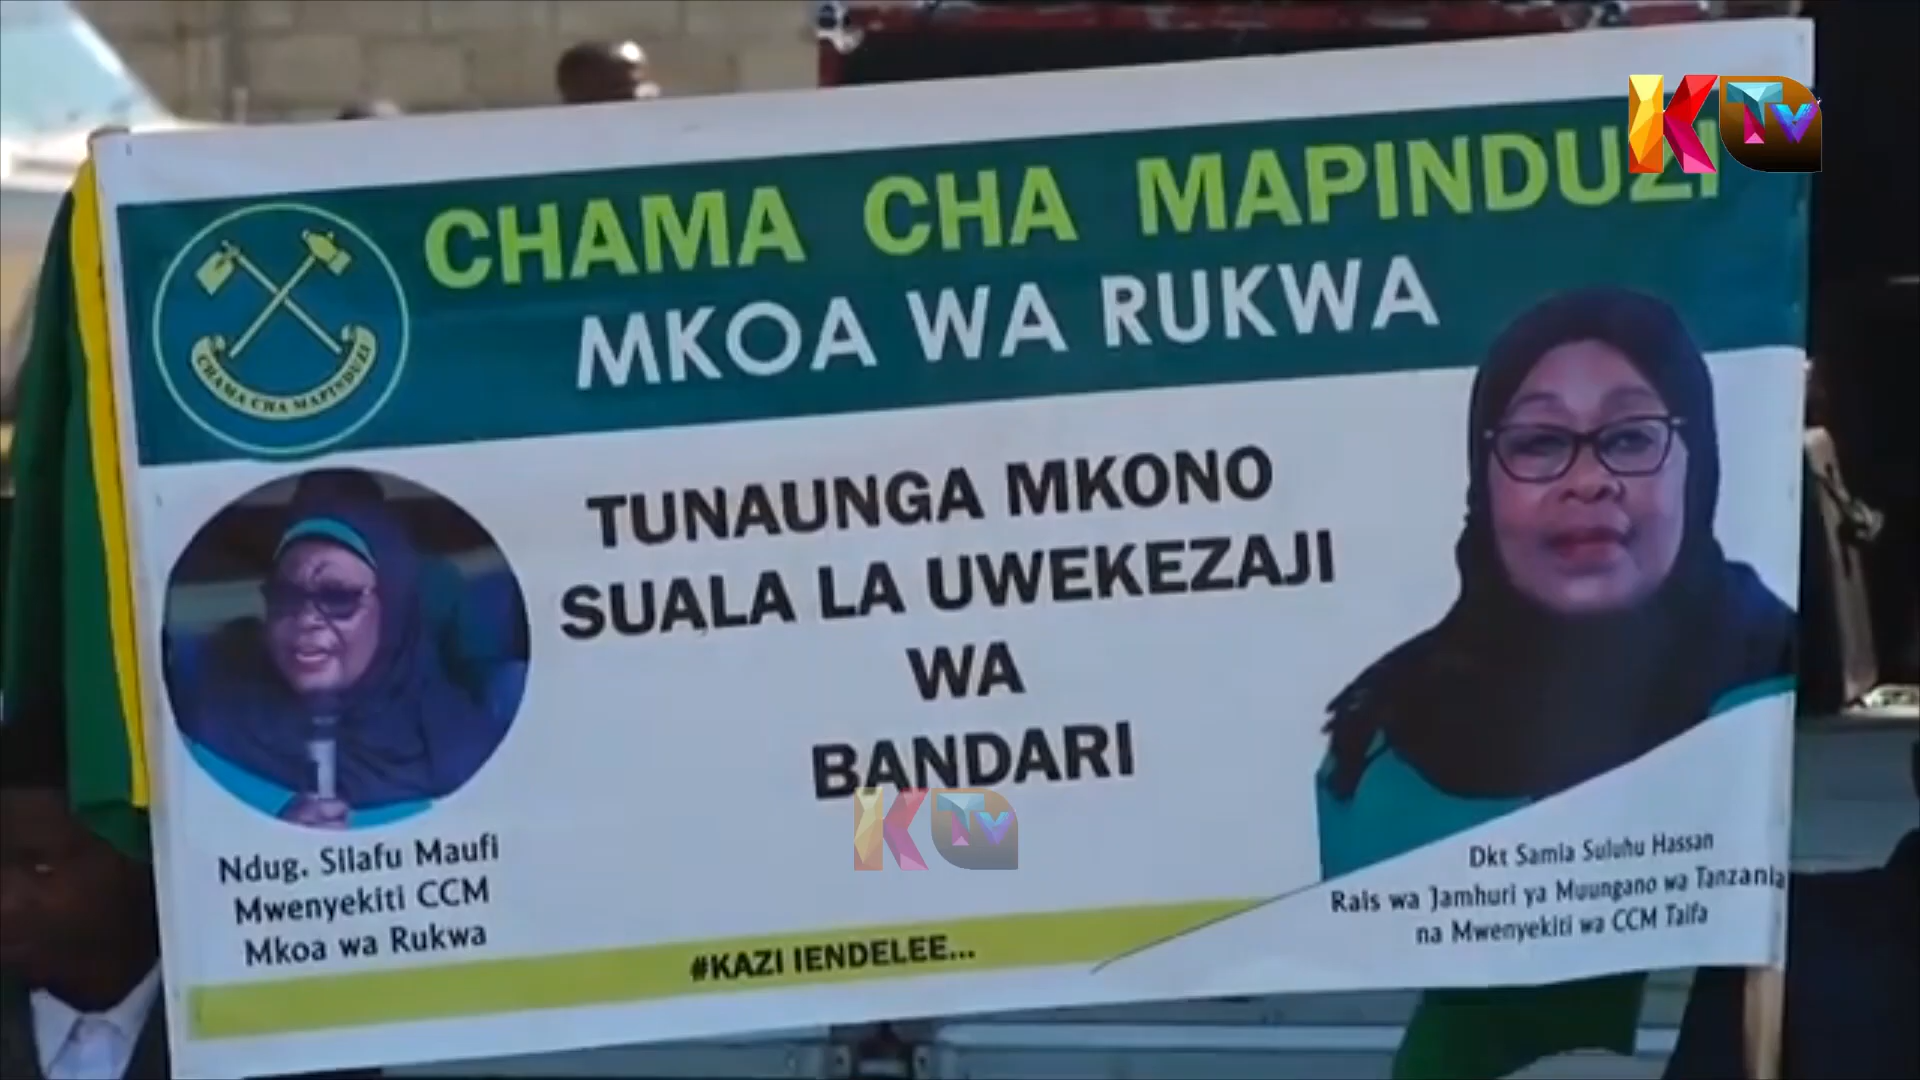 KTv
CHAMA CHA MAPINDUZI
MKOA WA RUKWA
CHAMA CHA MAPINDUZI
TUNAUNGA MKONO
SUALA LA UWEKEZAJI
WA
BANDARI
KTv
Ndug. Silafu Maufi
Mwenyekiti CCM
Mkoa wa Rukwa
Dkt Samia Suluhu Hassan
Rais wa Jamhuri ya Muungano wa Tanzania
na Mwenyekiti wa CCM Taifa
#KAZI IENDELEE...